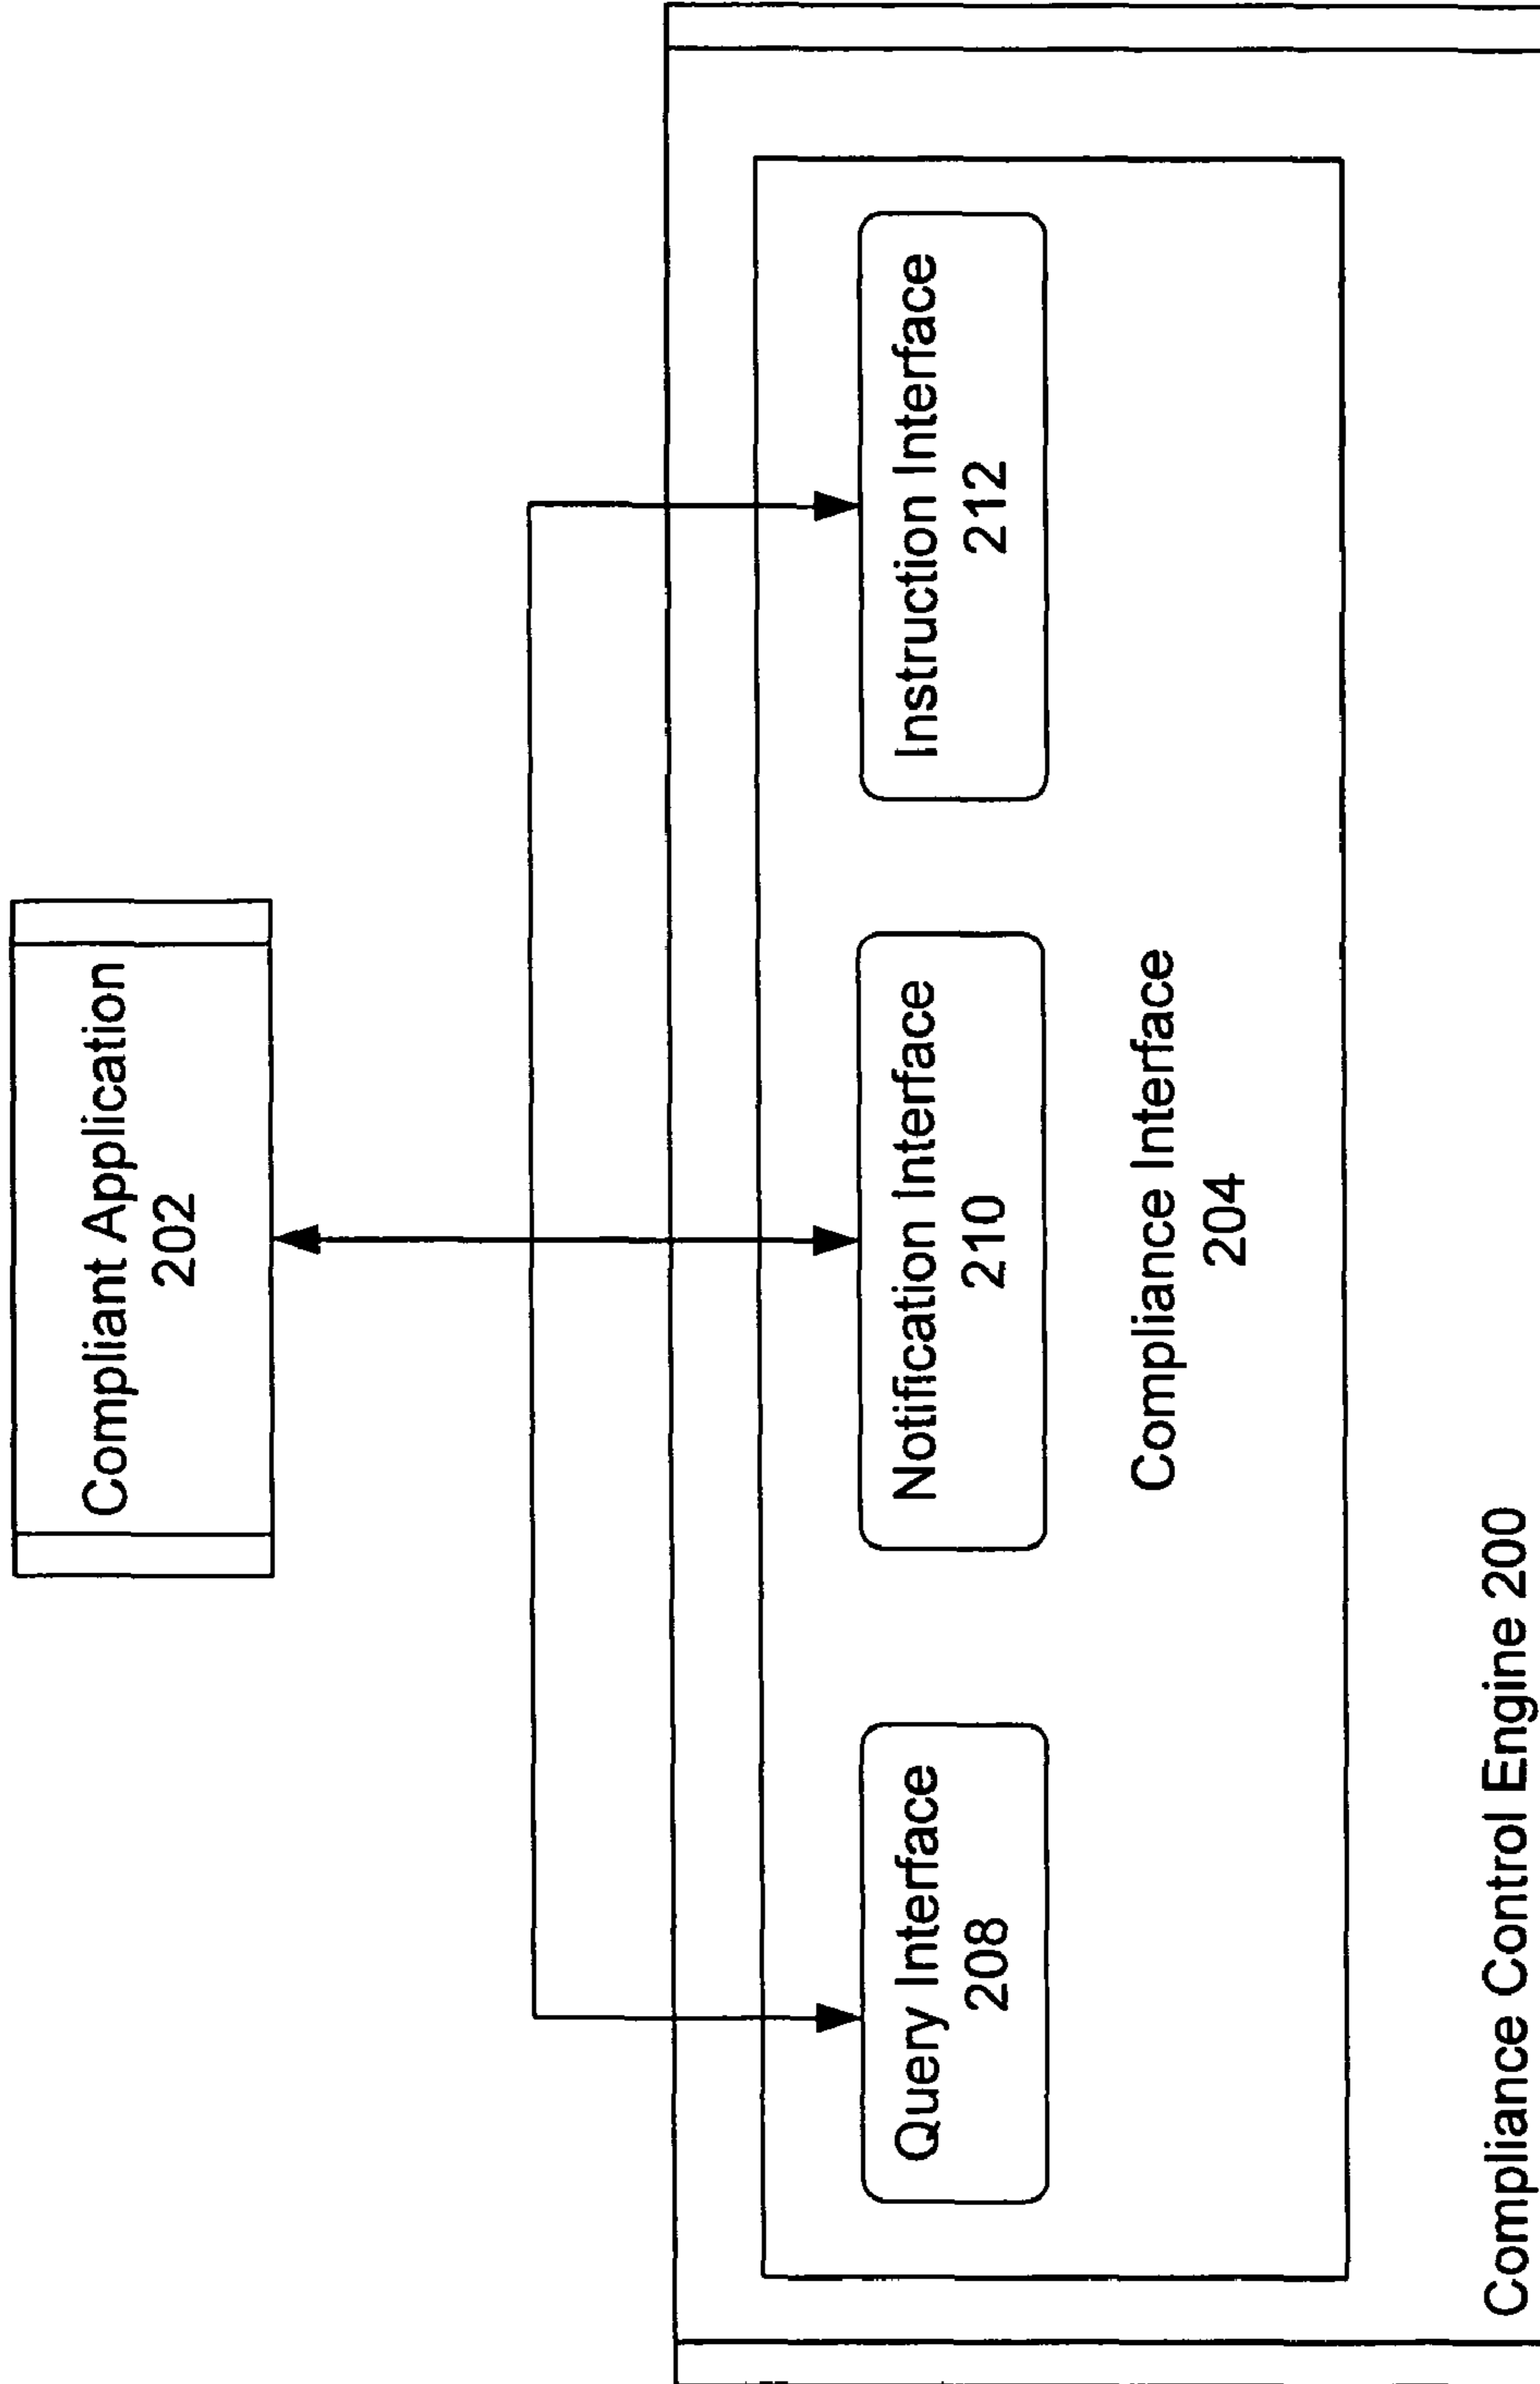 Compliant Application
202
Query Interface
208
Notification Interface
210
Instruction Interface
212
Compliance Interface
204
Compliance Control Engine 200